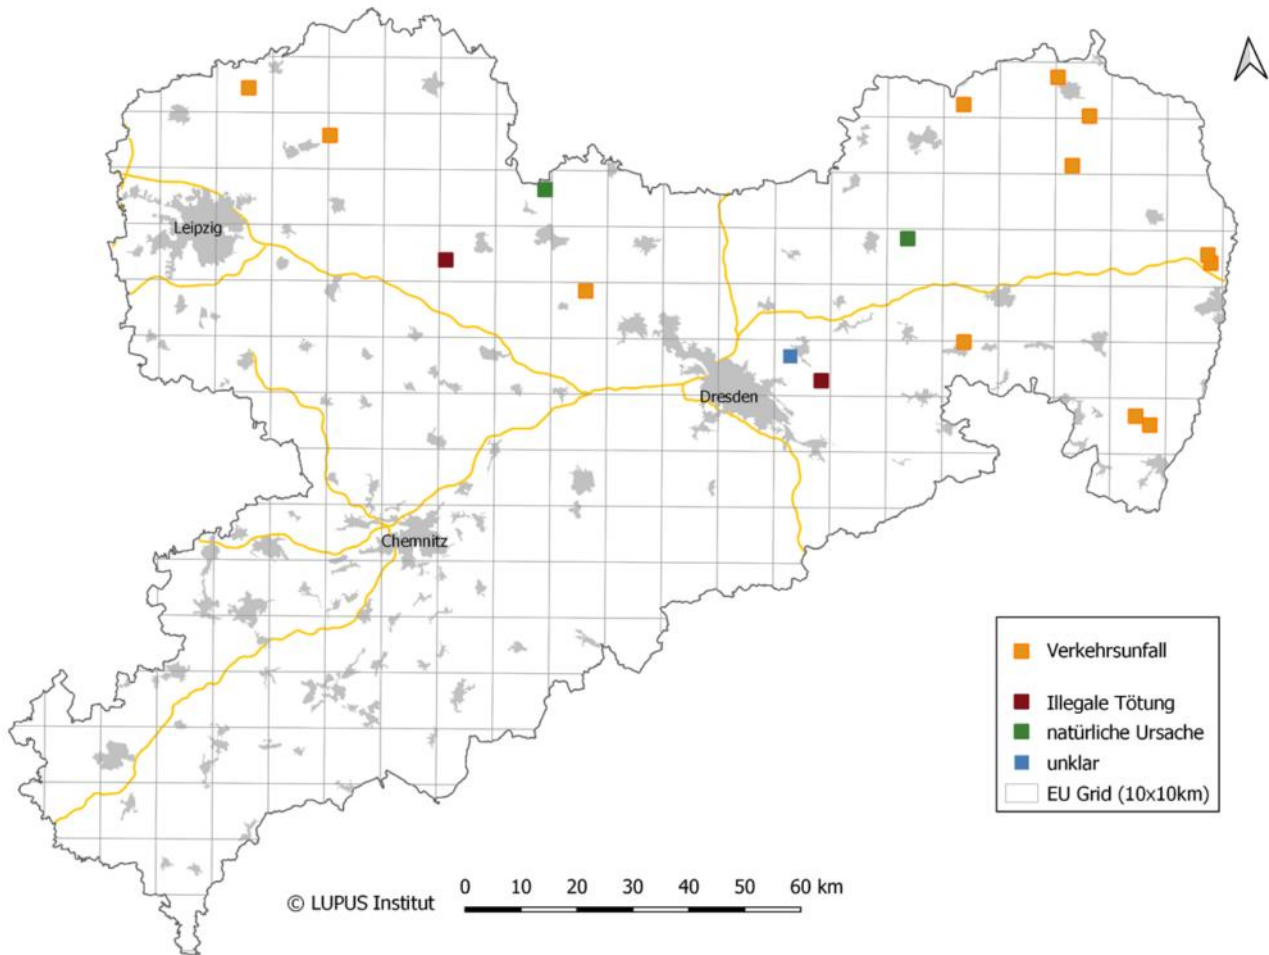 Leipzig
Dresden
Chemnitz
Verkehrsunfall
Illegale Tötung
natürliche Ursache
unklar
EU Grid (10x10km)
0 10 20 30 40 50 60 km
© LUPUS Institut